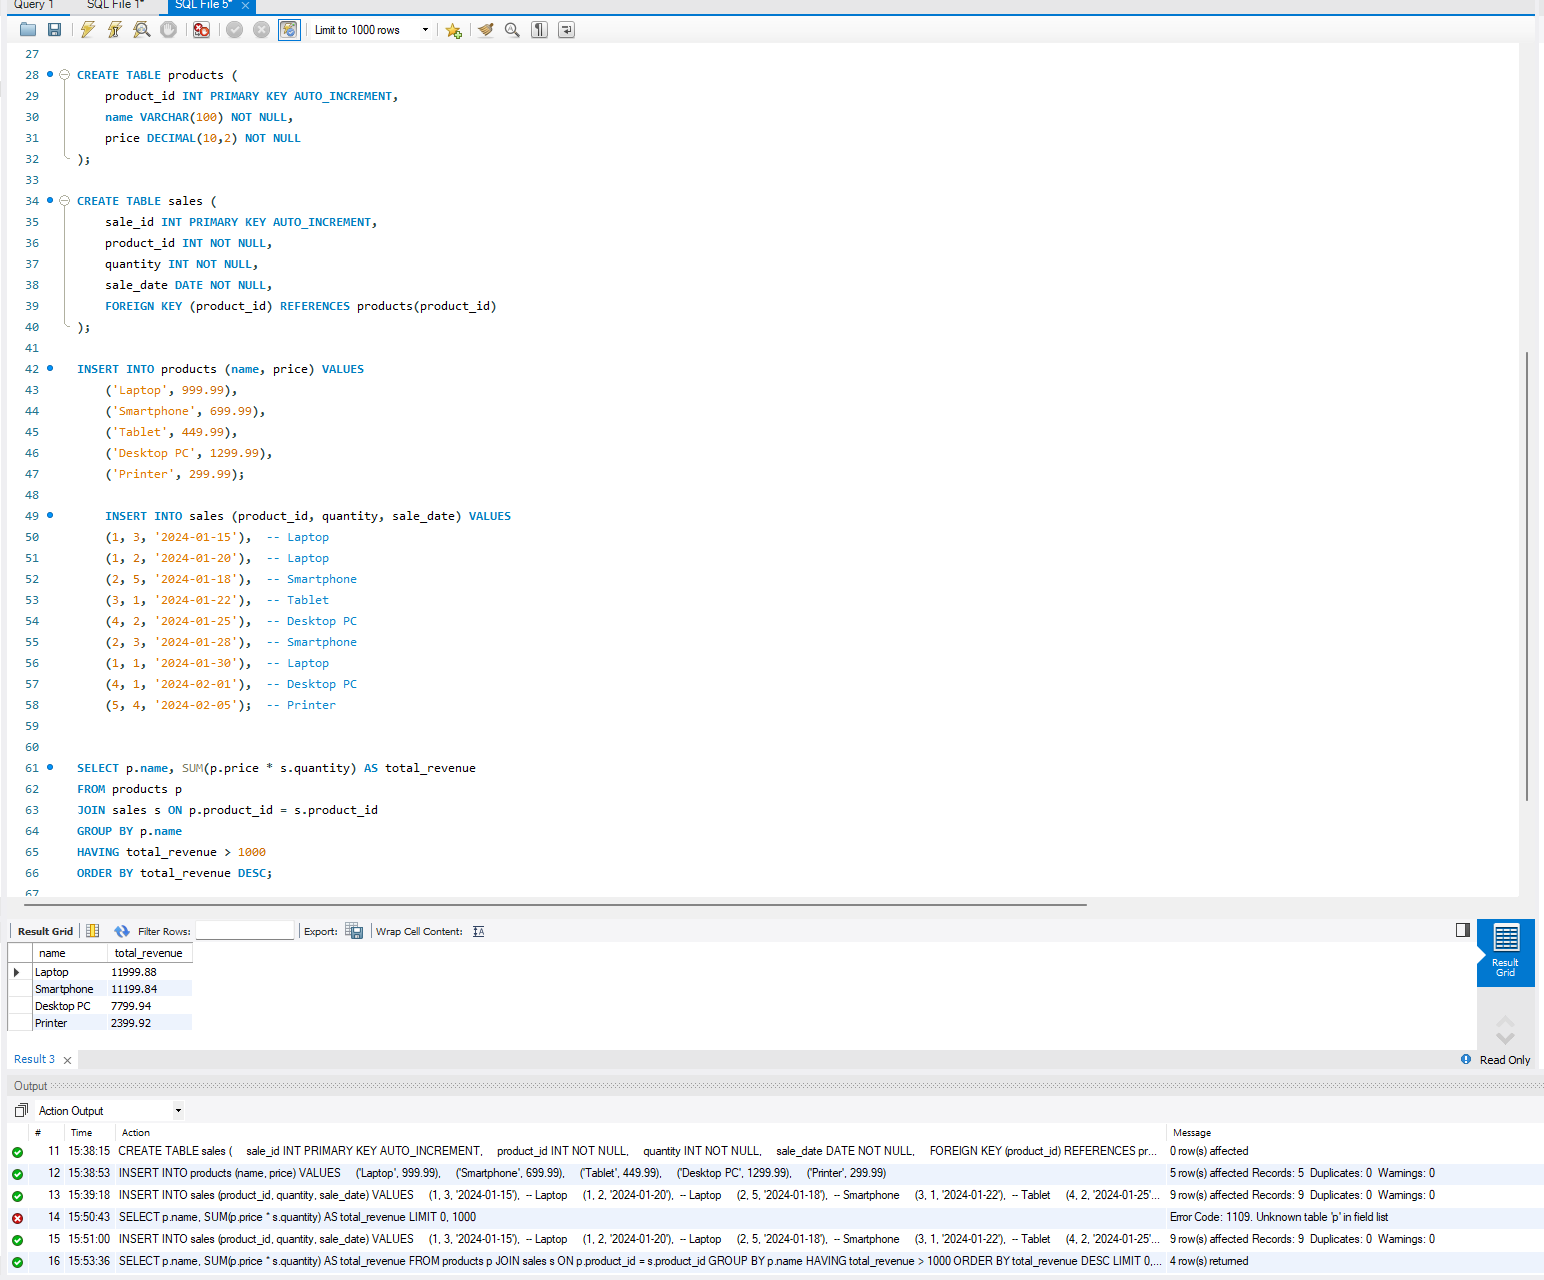 Query 1 SQL File 1* SQL File 5*
Limit to 1000 rows
27
28 CREATE TABLE products (
29 product_id INT PRIMARY KEY AUTO_INCREMENT,
30 name VARCHAR(100) NOT NULL,
31 price DECIMAL(10,2) NOT NULL
32 );
33
34 CREATE TABLE sales (
35 sale_id INT PRIMARY KEY AUTO_INCREMENT,
36 product_id INT NOT NULL,
37 quantity INT NOT NULL,
38 sale_date DATE NOT NULL,
39 FOREIGN KEY (product_id) REFERENCES products(product_id)
40 );
41
42 INSERT INTO products (name, price) VALUES
43 ('Laptop', 999.99),
44 ('Smartphone', 699.99),
45 ('Tablet', 449.99),
46 ('Desktop PC', 1299.99),
47 ('Printer', 299.99);
48
49 INSERT INTO sales (product_id, quantity, sale_date) VALUES
50 (1, 3, '2024-01-15'), -- Laptop
51 (1, 2, '2024-01-20'), -- Laptop
52 (2, 5, '2024-01-18'), -- Smartphone
53 (3, 1, '2024-01-22'), -- Tablet
54 (4, 2, '2024-01-25'), -- Desktop PC
55 (2, 3, '2024-01-28'), -- Smartphone
56 (1, 1, '2024-01-30'), -- Laptop
57 (4, 1, '2024-02-01'), -- Desktop PC
58 (5, 4, '2024-02-05'); -- Printer
59
60
61 SELECT p.name, SUM(p.price * s.quantity) AS total_revenue
62 FROM products p
63 JOIN sales s ON p.product_id = s.product_id
64 GROUP BY p.name
65 HAVING total_revenue > 1000
66 ORDER BY total_revenue DESC;
67
Result Grid Filter Rows: Export: Wrap Cell Content:
name total_revenue
Laptop 11999.88
Smartphone 11199.84
Desktop PC 7799.94
Printer 2399.92
Result Grid
Result 3 Read Only
Output
Action Output
# Time Action Message
11 15:38:15 CREATE TABLE sales ( sale_id INT PRIMARY KEY AUTO_INCREMENT, product_id INT NOT NULL, quantity INT NOT NULL, sale_date DATE NOT NULL, FOREIGN KEY (product_id) REFERENCES pr... 0 row(s) affected
12 15:38:53 INSERT INTO products (name, price) VALUES ('Laptop', 999.99), ('Smartphone', 699.99), ('Tablet', 449.99), ('Desktop PC', 1299.99), ('Printer', 299.99) 5 row(s) affected Records: 5 Duplicates: 0 Warnings: 0
13 15:39:18 INSERT INTO sales (product_id, quantity, sale_date) VALUES (1, 3, '2024-01-15'), -- Laptop (1, 2, '2024-01-20'), -- Laptop (2, 5, '2024-01-18'), -- Smartphone (3, 1, '2024-01-22'), -- Tablet (4, 2, '2024-01-25'... 9 row(s) affected Records: 9 Duplicates: 0 Warnings: 0
14 15:50:43 SELECT p.name, SUM(p.price * s.quantity) AS total_revenue LIMIT 0, 1000 Error Code: 1109. Unknown table 'p' in field list
15 15:51:00 INSERT INTO sales (product_id, quantity, sale_date) VALUES (1, 3, '2024-01-15'), -- Laptop (1, 2, '2024-01-20'), -- Laptop (2, 5, '2024-01-18'), -- Smartphone (3, 1, '2024-01-22'), -- Tablet (4, 2, '2024-01-25'... 9 row(s) affected Records: 9 Duplicates: 0 Warnings: 0
16 15:53:36 SELECT p.name, SUM(p.price * s.quantity) AS total_revenue FROM products p JOIN sales s ON p.product_id = s.product_id GROUP BY p.name HAVING total_revenue > 1000 ORDER BY total_revenue DESC LIMIT 0,... 4 row(s) returned